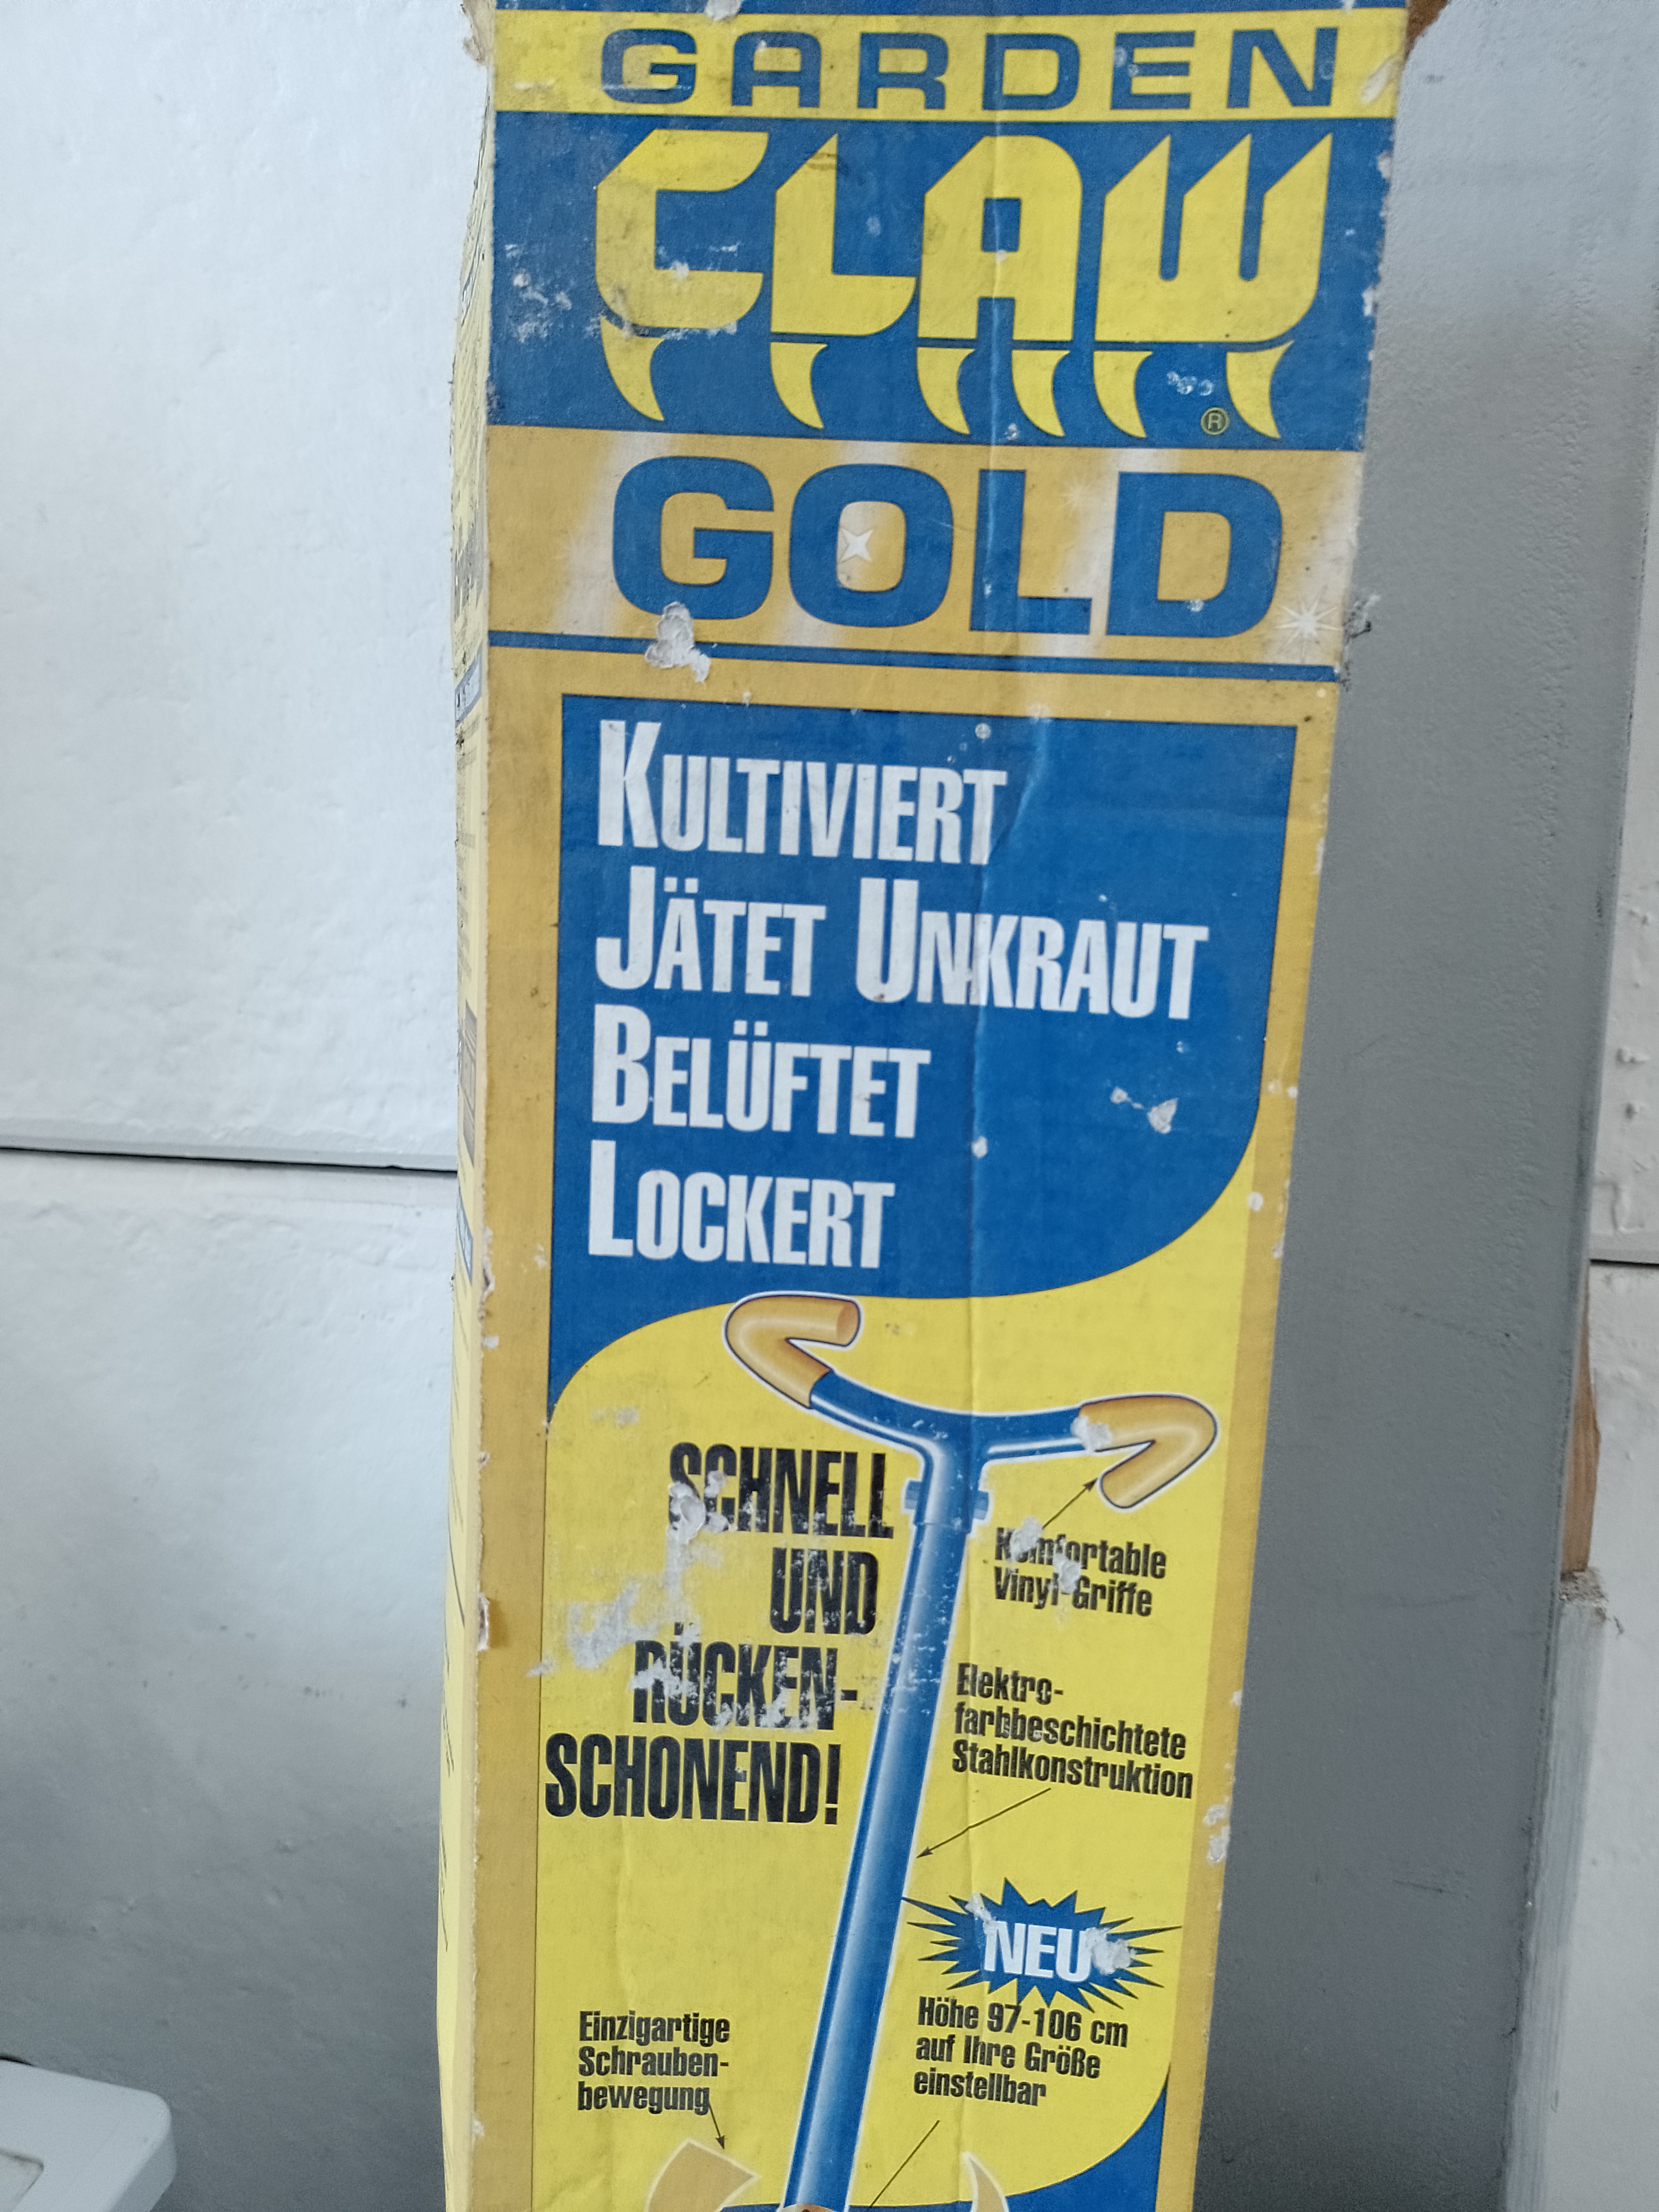 GARDEN
CLAW
®
GOLD
KULTIVIERT
JÄTET UNKRAUT
BELÜFTET
LOCKERT
SCHNELL
UND
RÜCKEN-
SCHONEND!
Komfortable
Vinyl-Griffe
Elektro-
farbbeschichtete
Stahlkonstruktion
NEU
Höhe 97-106 cm
auf Ihre Größe
einstellbar
Einzigartige
Schrauben-
bewegung